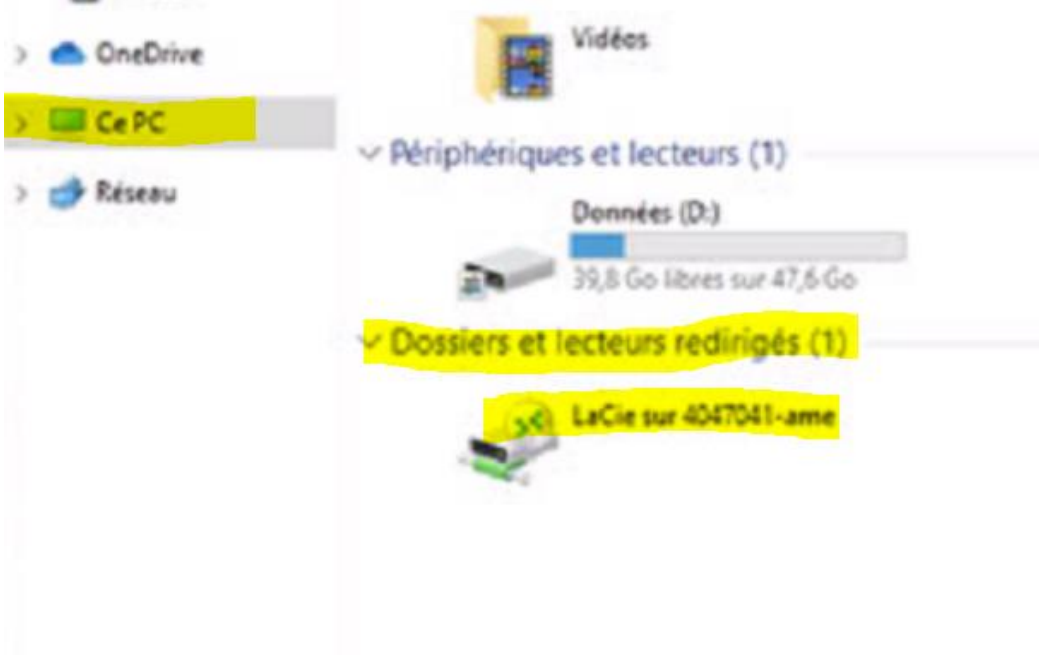 OneDrive
Ce PC
Réseau
Vidéos
Périphériques et lecteurs (1)
Données (D:)
39,8 Go libres sur 47,6 Go
Dossiers et lecteurs redirigés (1)
LaCie sur 4047041-ame